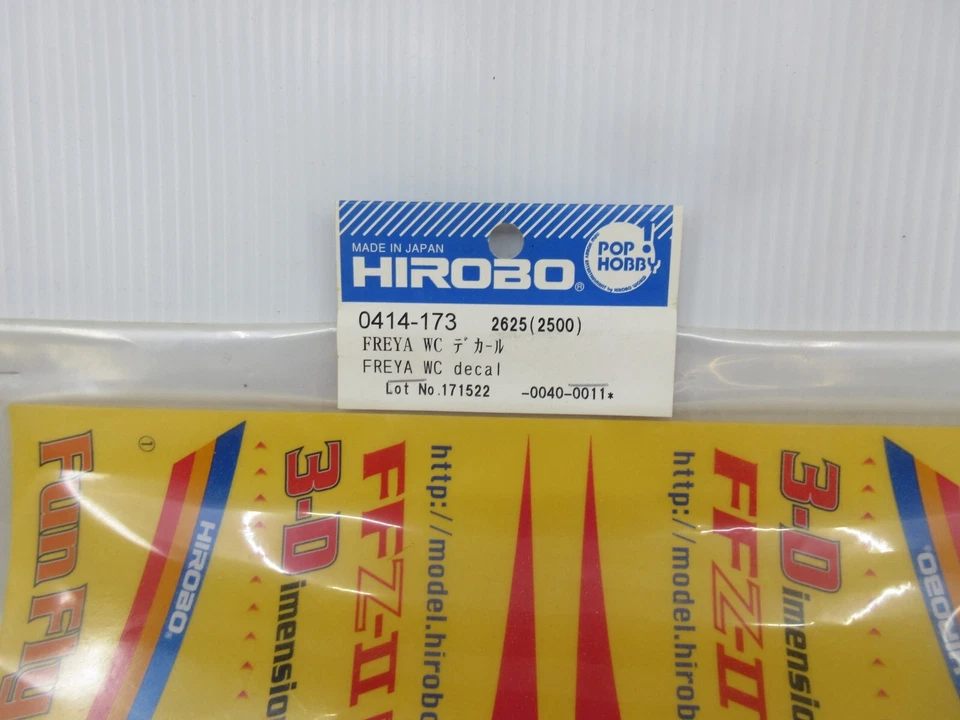 MADE IN JAPAN
HIROBO®
POP!
HOBBY
0414-173 2625(2500)
FREYA WC デカール
FREYA WC decal
Lot No.171522 -0040-0011*
Fun Fly
①
HIROBO®
3-Dimensio
FFZ-II
http://model.hirobo
http://model.hirob
FFZ-II
3-Dimensio
HIROBO®